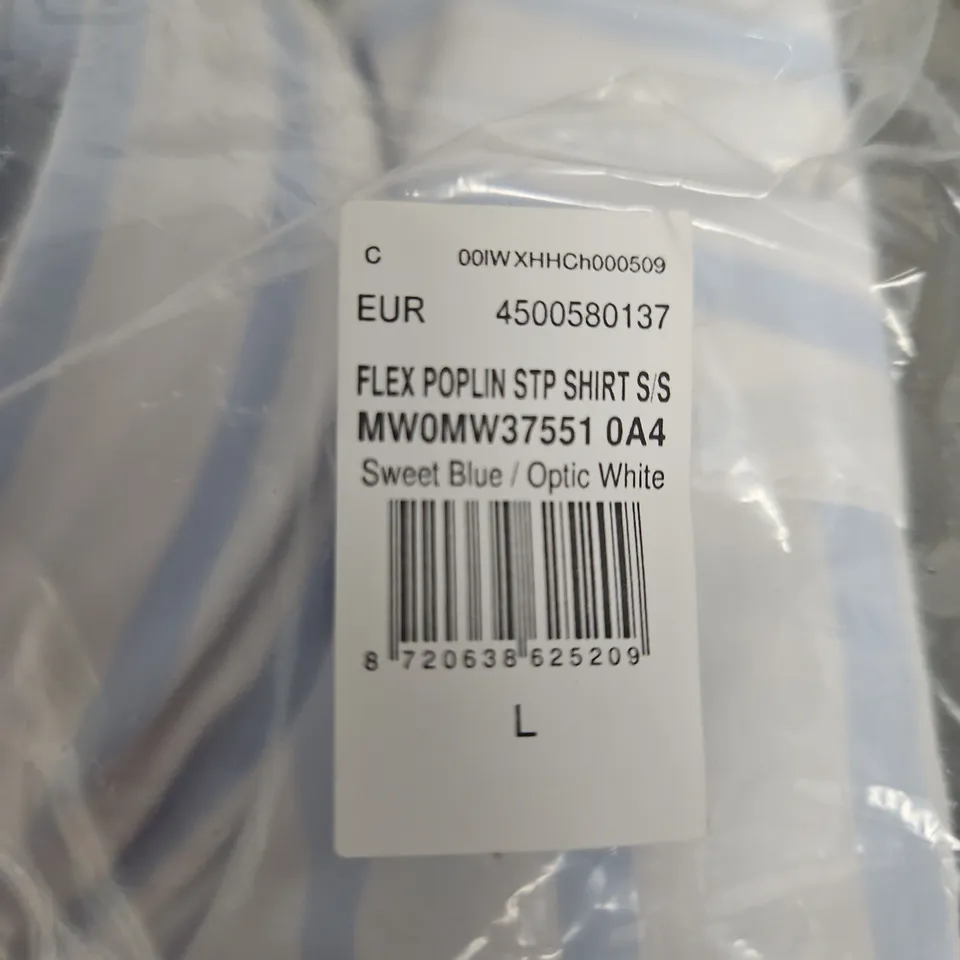 C 00IWXHHCh000509
EUR 4500580137
FLEX POPLIN STP SHIRT S/S
MW0MW37551 0A4
Sweet Blue / Optic White
8 720638 625209
L